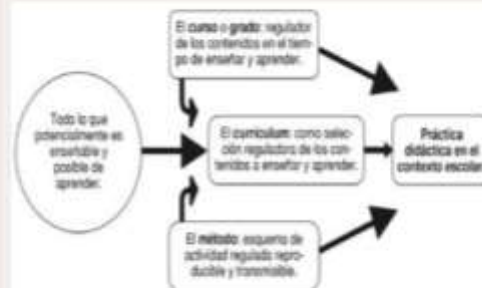 El curso o grado: regulador
de los contenidos en el tiem-
po de enseñar y aprender.
Todo lo que
potencialmente es
enseñable y
posible de
aprender.
El curriculum: como selec-
ción reguladora de los con-
tenidos a enseñar y aprender.
Práctica
didáctica en el
contexto escolar
El método: esquema de
actividad regulada repro-
ducible y transmisible.